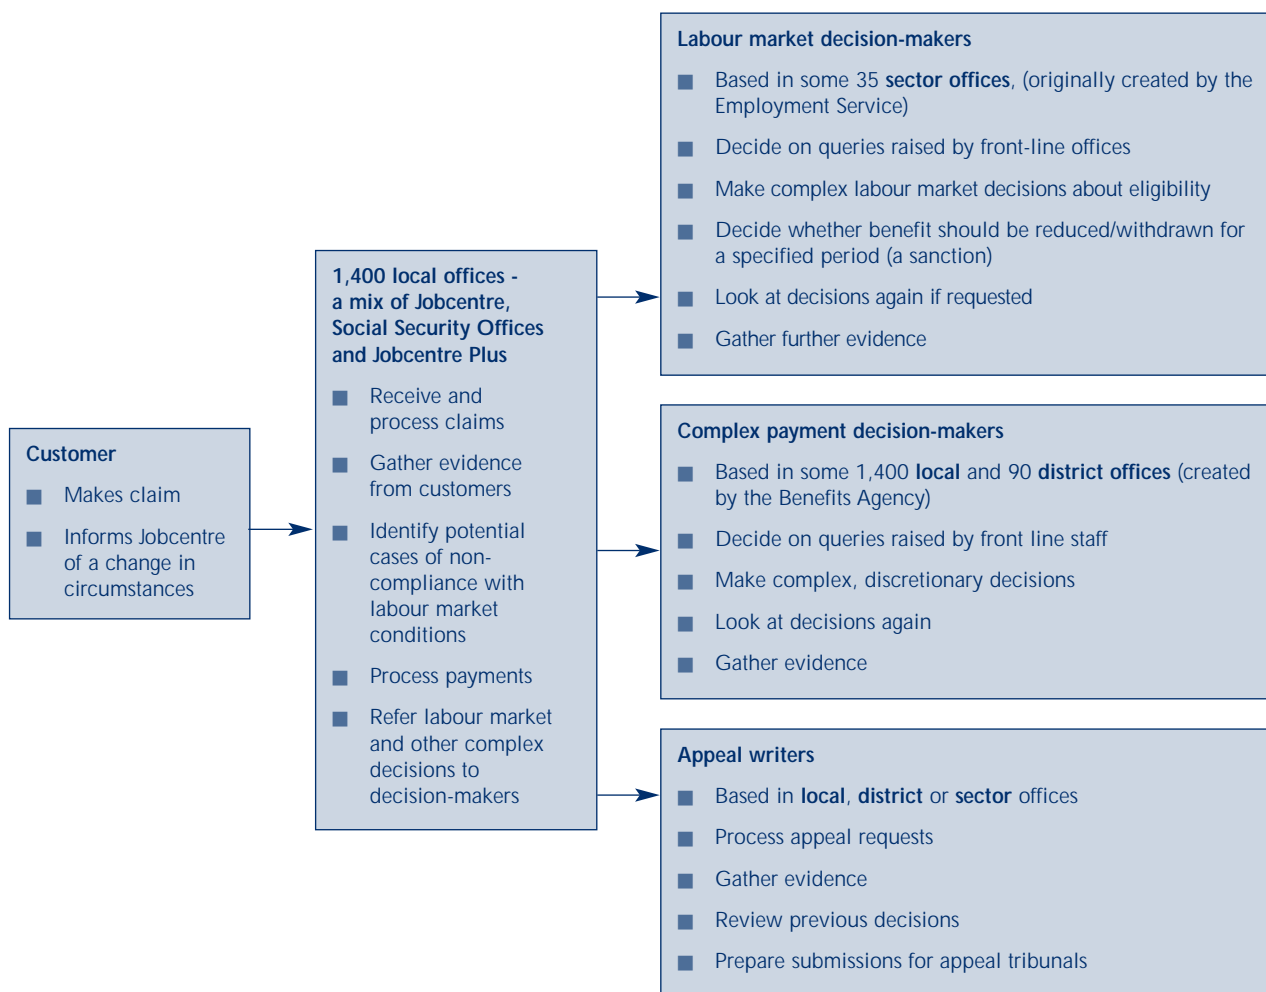 Customer
Makes claim
Informs Jobcentre
of a change in
circumstances
1,400 local offices -
a mix of Jobcentre,
Social Security Offices
and Jobcentre Plus
Receive and
process claims
Gather evidence
from customers
Identify potential
cases of non-
compliance with
labour market
conditions
Process payments
Refer labour market
and other complex
decisions to
decision-makers
Labour market decision-makers
Based in some 35 sector offices, (originally created by the
Employment Service)
Decide on queries raised by front-line offices
Make complex labour market decisions about eligibility
Decide whether benefit should be reduced/withdrawn for
a specified period (a sanction)
Look at decisions again if requested
Gather further evidence
Complex payment decision-makers
Based in some 1,400 local and 90 district offices (created
by the Benefits Agency)
Decide on queries raised by front line staff
Make complex, discretionary decisions
Look at decisions again
Gather evidence
Appeal writers
Based in local, district or sector offices
Process appeal requests
Gather evidence
Review previous decisions
Prepare submissions for appeal tribunals